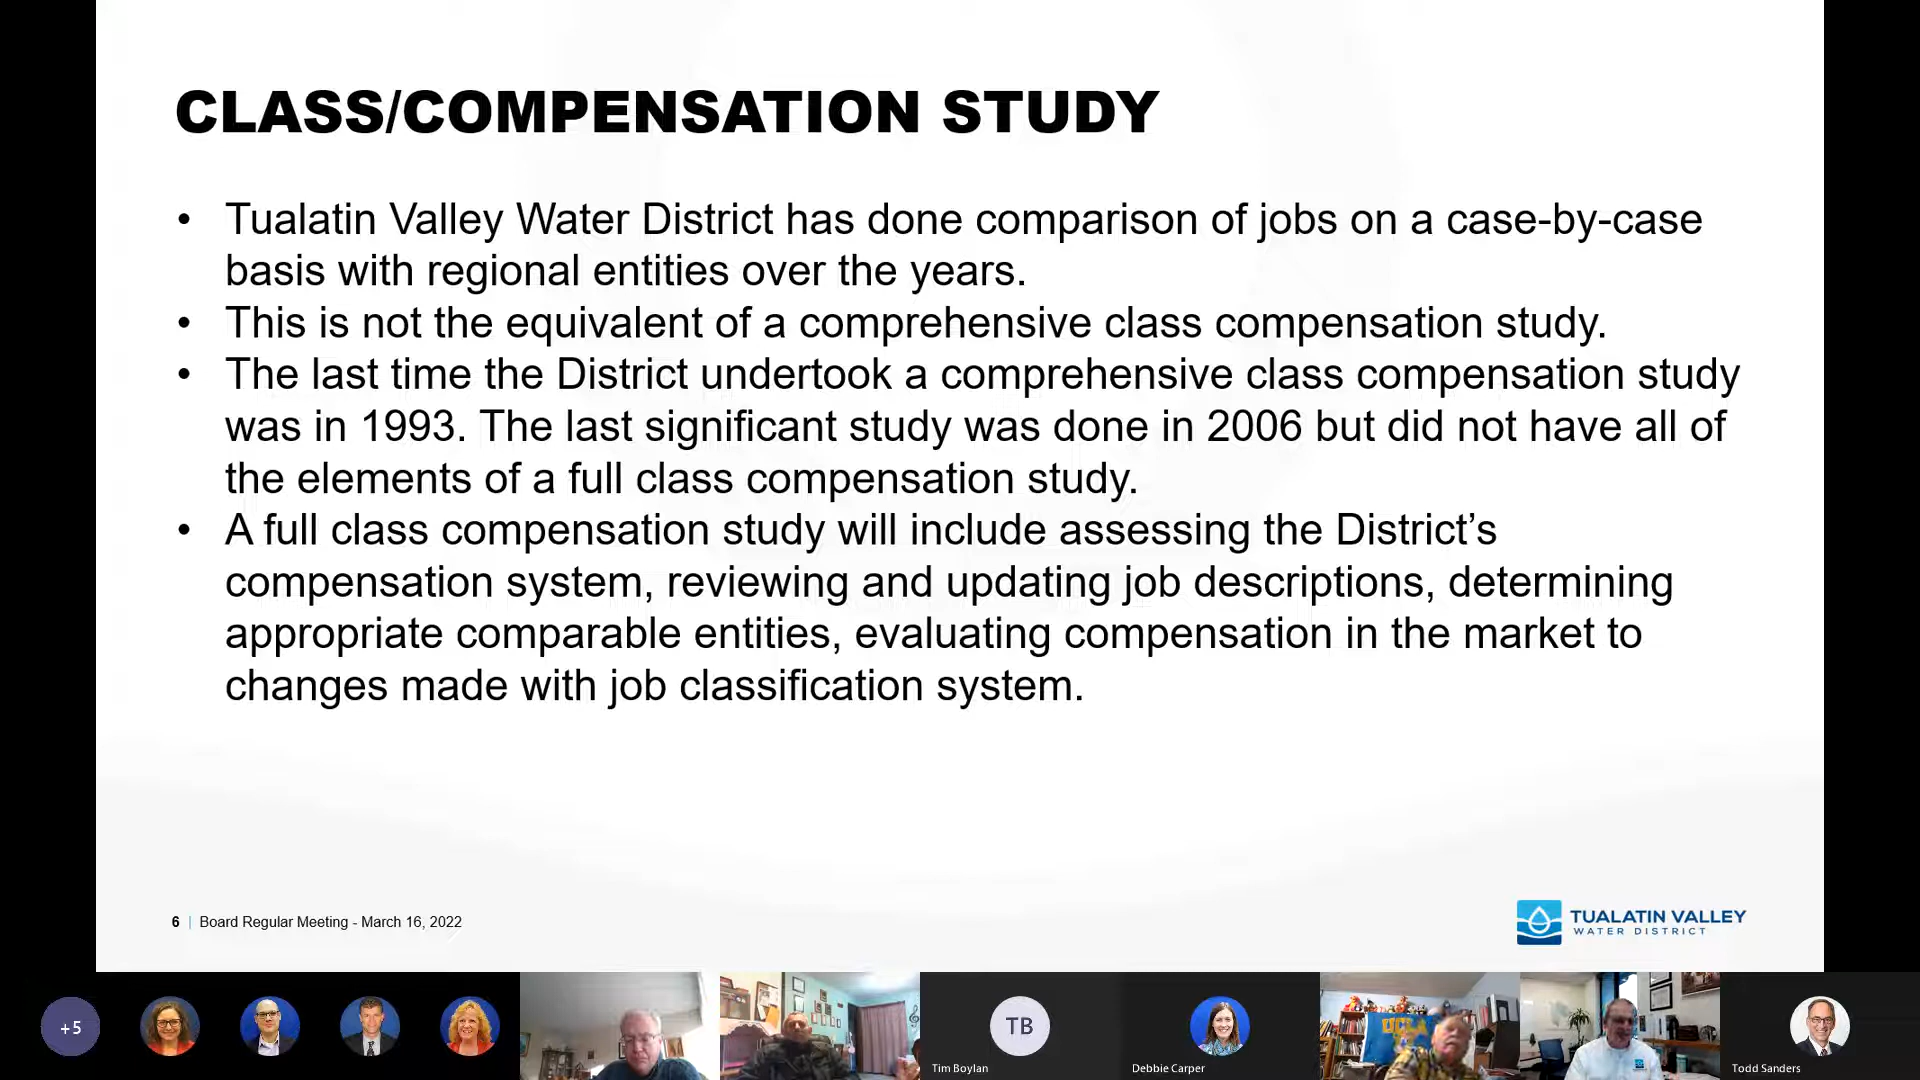 CLASS/COMPENSATION STUDY
• Tualatin Valley Water District has done comparison of jobs on a case-by-case
basis with regional entities over the years.
• This is not the equivalent of a comprehensive class compensation study.
• The last time the District undertook a comprehensive class compensation study
was in 1993. The last significant study was done in 2006 but did not have all of
the elements of a full class compensation study.
• A full class compensation study will include assessing the District’s
compensation system, reviewing and updating job descriptions, determining
appropriate comparable entities, evaluating compensation in the market to
changes made with job classification system.
6 | Board Regular Meeting - March 16, 2022
TUALATIN VALLEY
WATER DISTRICT
+5
TB
UCLA
Tim Boylan
Debbie Carper
Todd Sanders